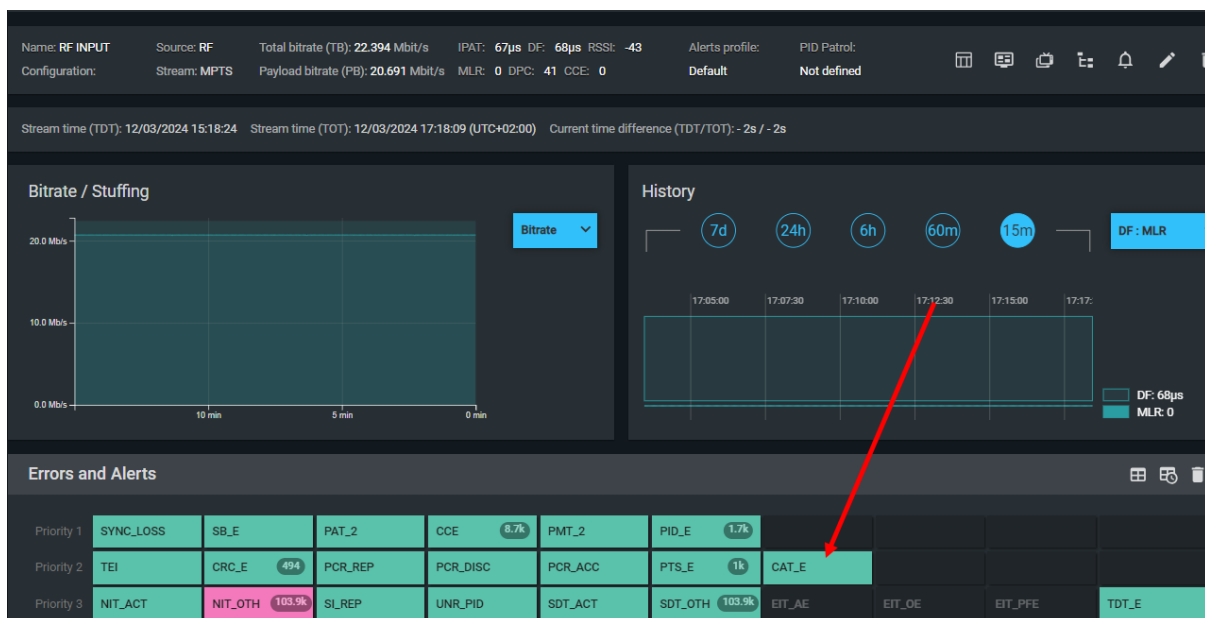 Name: RF INPUT Source: RF Total bitrate (TB): 22.394 Mbit/s IPAT: 67µs DF: 68µs RSSI: -43 Alerts profile: PID Patrol:
Configuration: Stream: MPTS Payload bitrate (PB): 20.691 Mbit/s MLR: 0 DPC: 41 CCE: 0 Default Not defined
Stream time (TDT): 12/03/2024 15:18:24 Stream time (TOT): 12/03/2024 17:18:09 (UTC+02:00) Current time difference (TDT/TOT): - 2s / - 2s
Bitrate / Stuffing
Bitrate
20.0 Mb/s
10.0 Mb/s
0.0 Mb/s
10 min 5 min 0 min
History
7d 24h 6h 60m 15m DF : MLR
17:05:00 17:07:30 17:10:00 17:12:30 17:15:00 17:17:
DF: 68µs
MLR: 0
Errors and Alerts
Priority 1 SYNC_LOSS SB_E PAT_2 CCE 8.7k PMT_2 PID_E 1.7k
Priority 2 TEI CRC_E 494 PCR_REP PCR_DISC PCR_ACC PTS_E 1k CAT_E
Priority 3 NIT_ACT NIT_OTH 103.9k SI_REP UNR_PID SDT_ACT SDT_OTH 103.9k EIT_AE EIT_OE EIT_PFE TDT_E